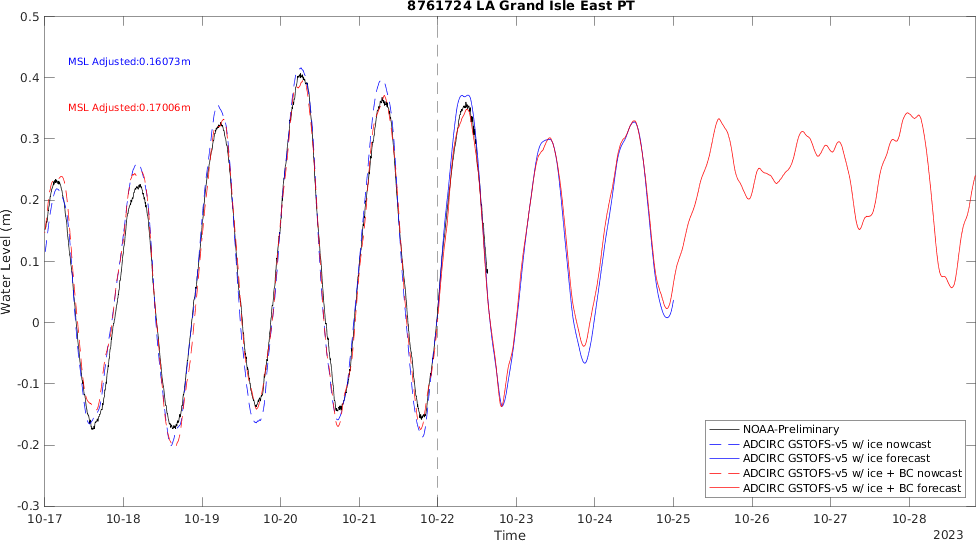 8761724 LA Grand Isle East PT
0.5
MSL Adjusted:0.16073m
0.4
MSL Adjusted:0.17006m
0.3
0.2
Water Level (m)
0.1
0
-0.1
-0.2
-0.3
NOAA-Preliminary
ADCIRC GSTOFS-v5 w/ ice nowcast
ADCIRC GSTOFS-v5 w/ ice forecast
ADCIRC GSTOFS-v5 w/ ice + BC nowcast
ADCIRC GSTOFS-v5 w/ ice + BC forecast
10-17 10-18 10-19 10-20 10-21 10-22 10-23 10-24 10-25 10-26 10-27 10-28
Time
2023